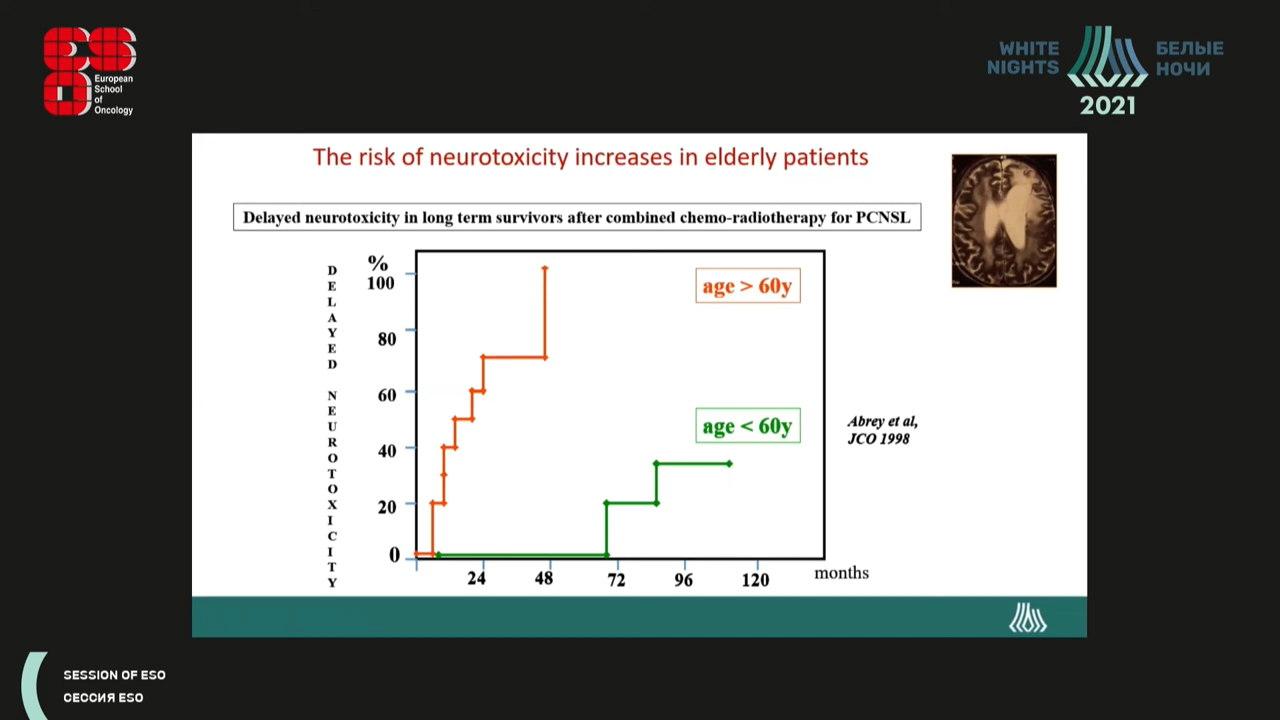 European
School
of
Oncology
WHITE
NIGHTS
БЕЛЫЕ
НОЧИ
2021
The risk of neurotoxicity increases in elderly patients
Delayed neurotoxicity in long term survivors after combined chemo-radiotherapy for PCNSL
DELAYED NEUROTOXICITY
%
100
80
60
40
20
0
age > 60y
age < 60y
Abrey et al,
JCO 1998
24 48 72 96 120 months
SESSION OF ESO
СЕССИЯ ESO